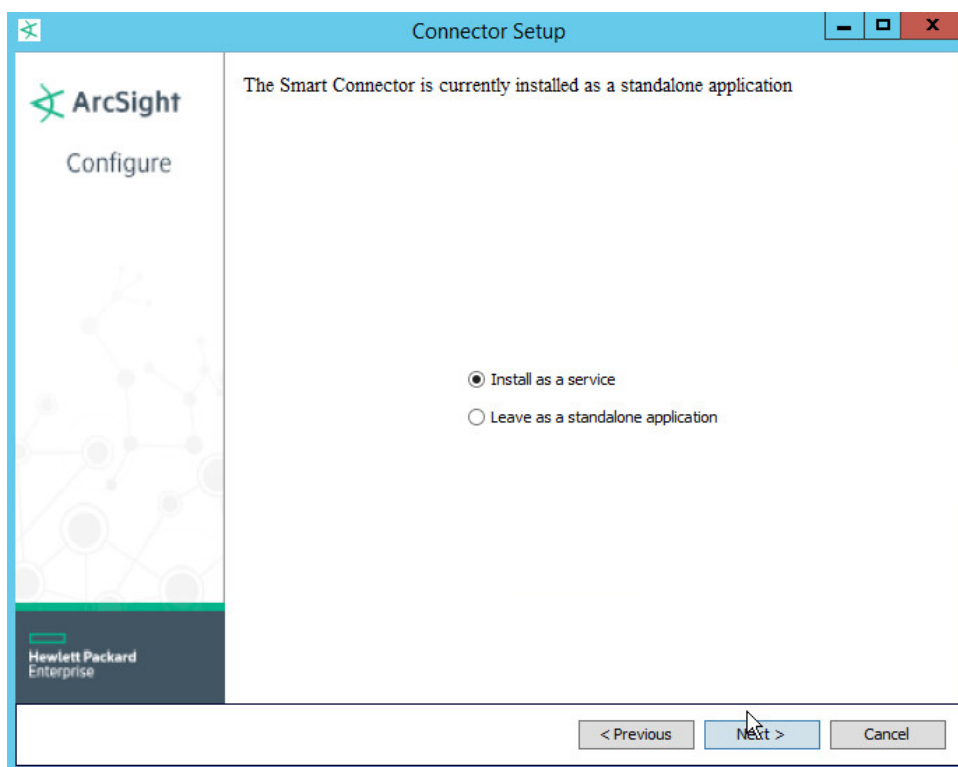 Connector Setup
ArcSight
Configure
The Smart Connector is currently installed as a standalone application
Install as a service
Leave as a standalone application
Hewlett Packard
Enterprise
< Previous
Next >
Cancel